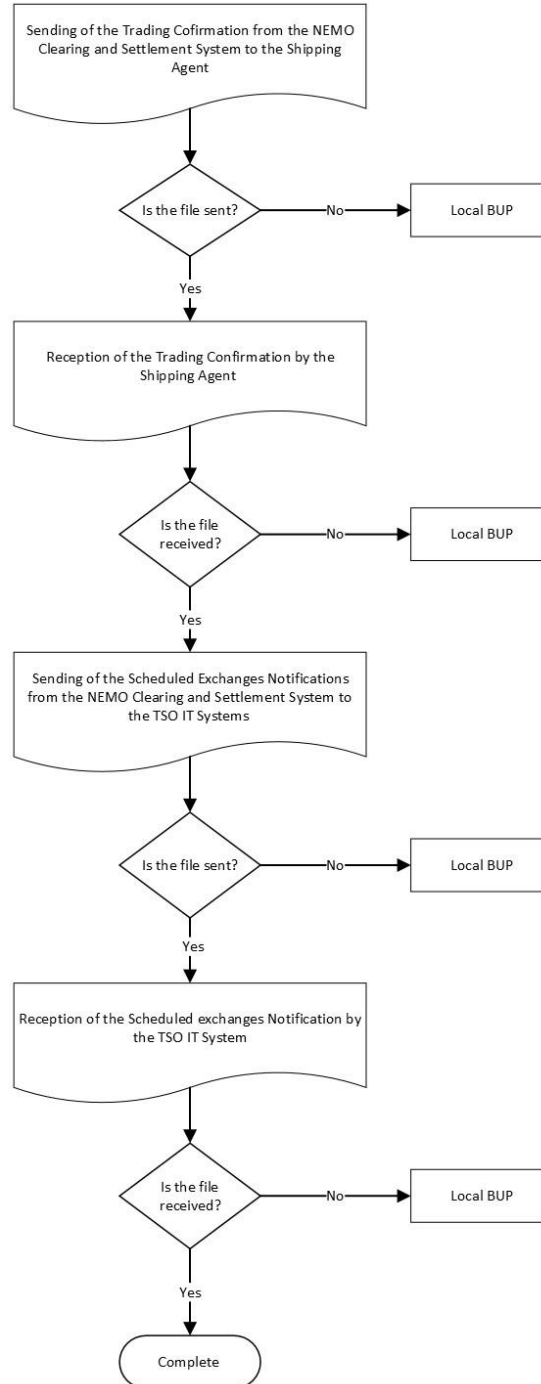 Sending of the Trading Cofirmation from the NEMO
Clearing and Settlement System to the Shipping
Agent
Is the file sent?
No
Local BUP
Yes
Reception of the Trading Confirmation by the
Shipping Agent
Is the file
received?
No
Local BUP
Yes
Sending of the Scheduled Exchanges Notifications
from the NEMO Clearing and Settlement System to
the TSO IT Systems
Is the file sent?
No
Local BUP
Yes
Reception of the Scheduled exchanges Notification by
the TSO IT System
Is the file
received?
No
Local BUP
Yes
Complete